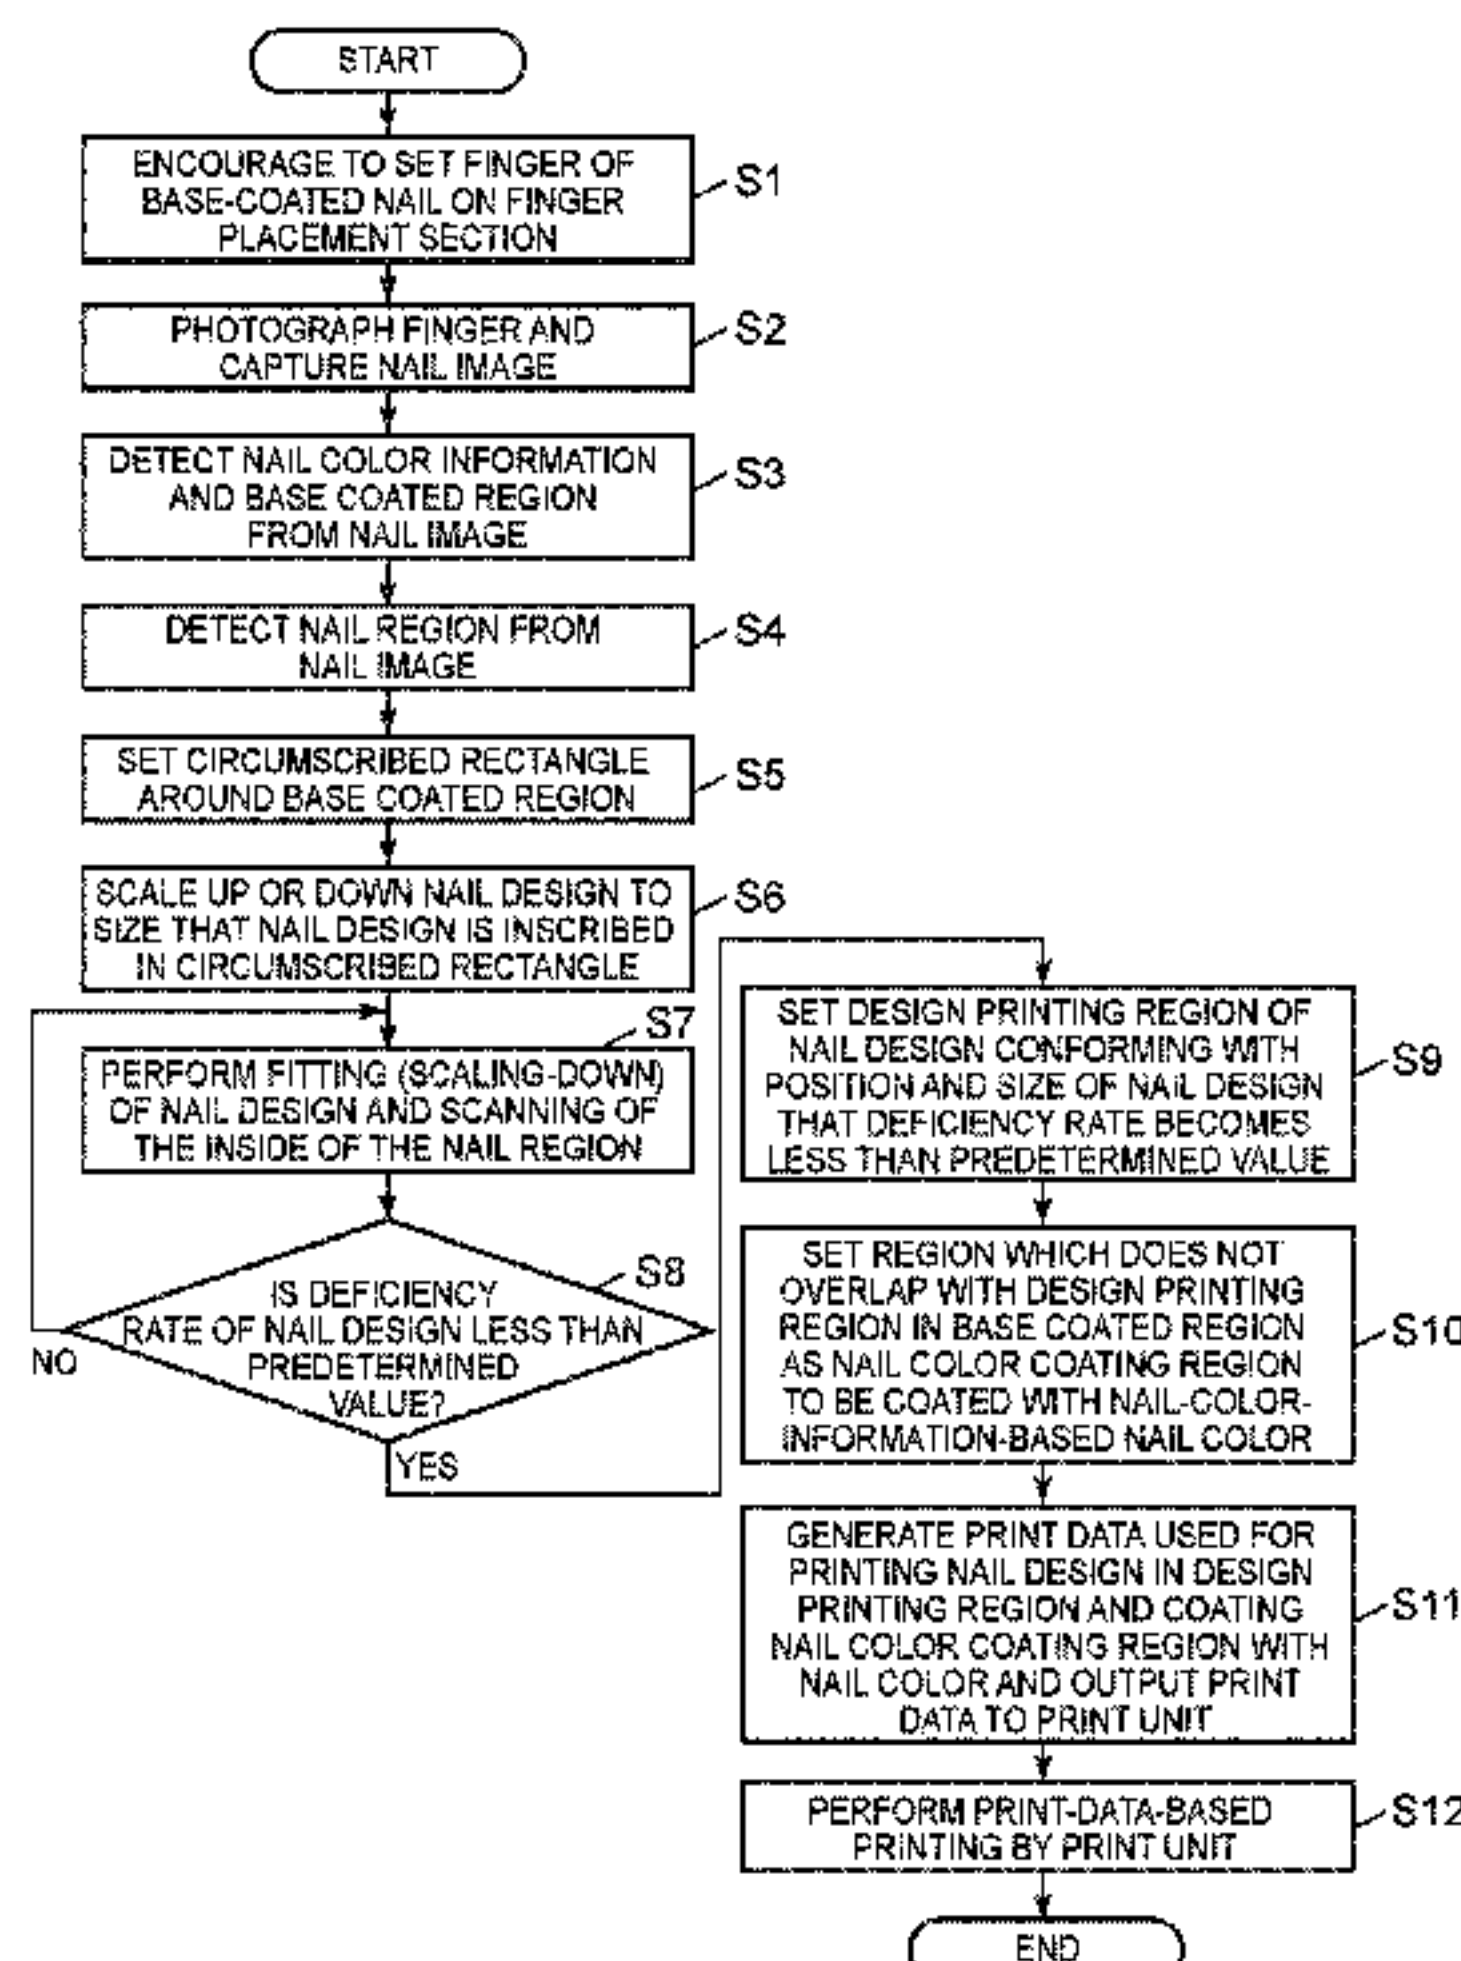 START
ENCOURAGE TO SET FINGER OF
BASE-COATED NAIL ON FINGER
PLACEMENT SECTION
S1
PHOTOGRAPH FINGER AND
CAPTURE NAIL IMAGE
S2
DETECT NAIL COLOR INFORMATION
AND BASE COATED REGION
FROM NAIL IMAGE
S3
DETECT NAIL REGION FROM
NAIL IMAGE
S4
SET CIRCUMSCRIBED RECTANGLE
AROUND BASE COATED REGION
S5
SCALE UP OR DOWN NAIL DESIGN TO
SIZE THAT NAIL DESIGN IS INSCRIBED
IN CIRCUMSCRIBED RECTANGLE
S6
S7
PERFORM FITTING (SCALING-DOWN)
OF NAIL DESIGN AND SCANNING OF
THE INSIDE OF THE NAIL REGION
S8
IS DEFICIENCY
RATE OF NAIL DESIGN LESS THAN
PREDETERMINED
VALUE?
NO
YES
SET DESIGN PRINTING REGION OF
NAIL DESIGN CONFORMING WITH
POSITION AND SIZE OF NAIL DESIGN
THAT DEFICIENCY RATE BECOMES
LESS THAN PREDETERMINED VALUE
S9
SET REGION WHICH DOES NOT
OVERLAP WITH DESIGN PRINTING
REGION IN BASE COATED REGION
AS NAIL COLOR COATING REGION
TO BE COATED WITH NAIL-COLOR-
INFORMATION-BASED NAIL COLOR
S10
GENERATE PRINT DATA USED FOR
PRINTING NAIL DESIGN IN DESIGN
PRINTING REGION AND COATING
NAIL COLOR COATING REGION WITH
NAIL COLOR AND OUTPUT PRINT
DATA TO PRINT UNIT
S11
PERFORM PRINT-DATA-BASED
PRINTING BY PRINT UNIT
S12
END